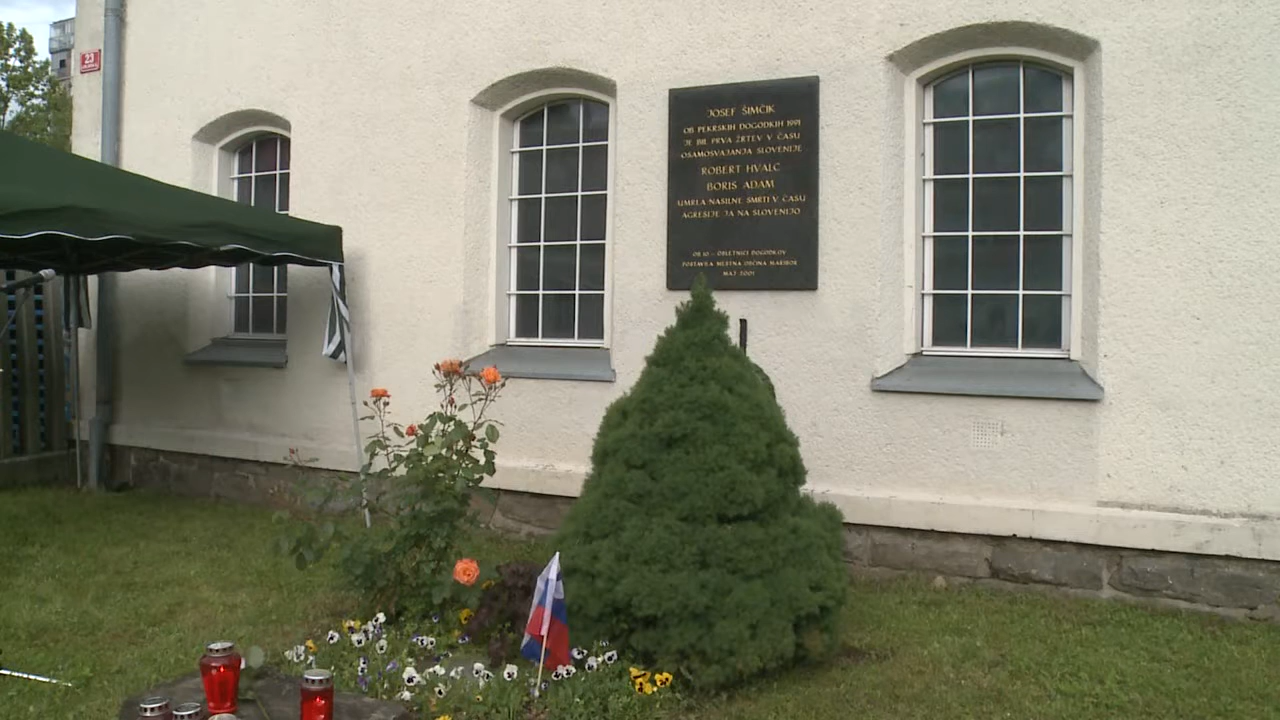 23
JOSEF ŠIMČIK
OB PEKRSKIH DOGODKIH 1991
JE BIL PRVA ŽRTEV V ČASU
OSAMOSVAJANJA SLOVENIJE
ROBERT HVALC
BORIS ADAM
UMRLA NASILNE SMRTI V ČASU
AGRESIJE JA NA SLOVENIJO
OB 10. OBLETNICI DOGODKOV
POSTAVILA MESTNA OBČINA MARIBOR
MAJ 2001